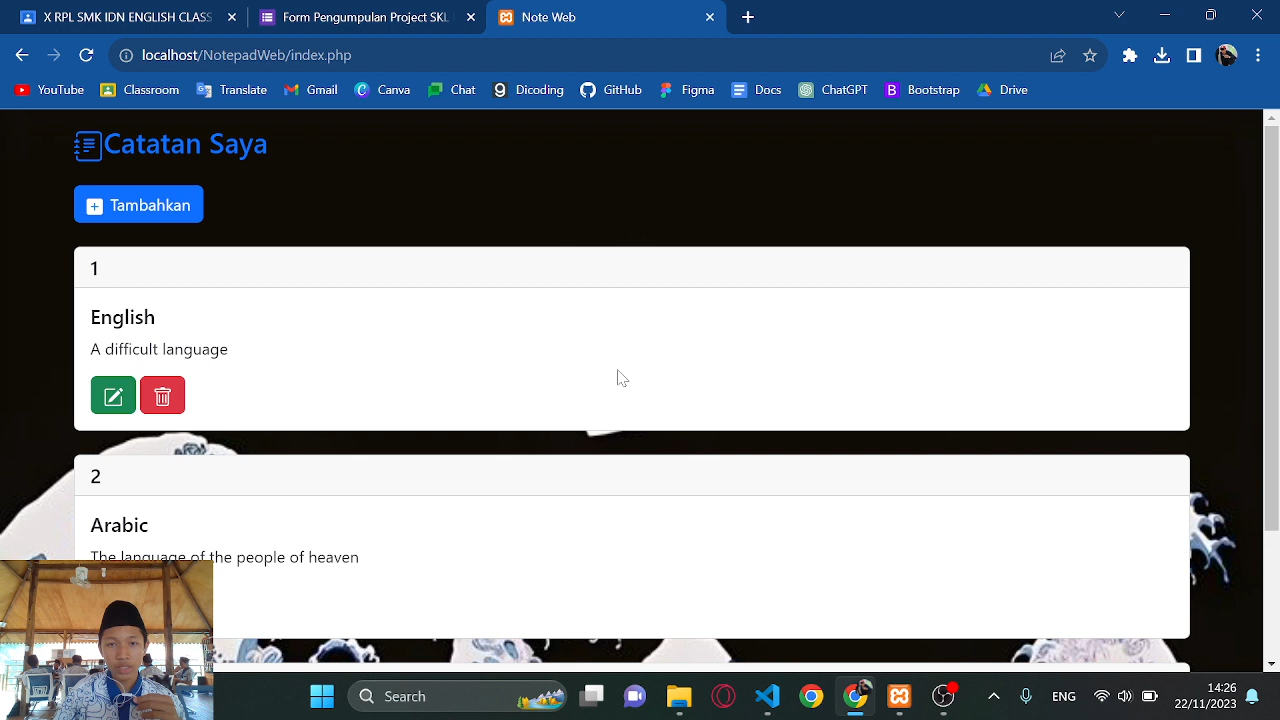 X RPL SMK IDN ENGLISH CLASS
Form Pengumpulan Project SKL
Note Web
localhost/NotepadWeb/index.php
YouTube Classroom Translate Gmail Canva Chat Dicoding GitHub Figma Docs ChatGPT Bootstrap Drive
Catatan Saya
Tambahkan
1
English
A difficult language
2
Arabic
The language of the people of heaven
Search
ENG
14:26
22/11/2023